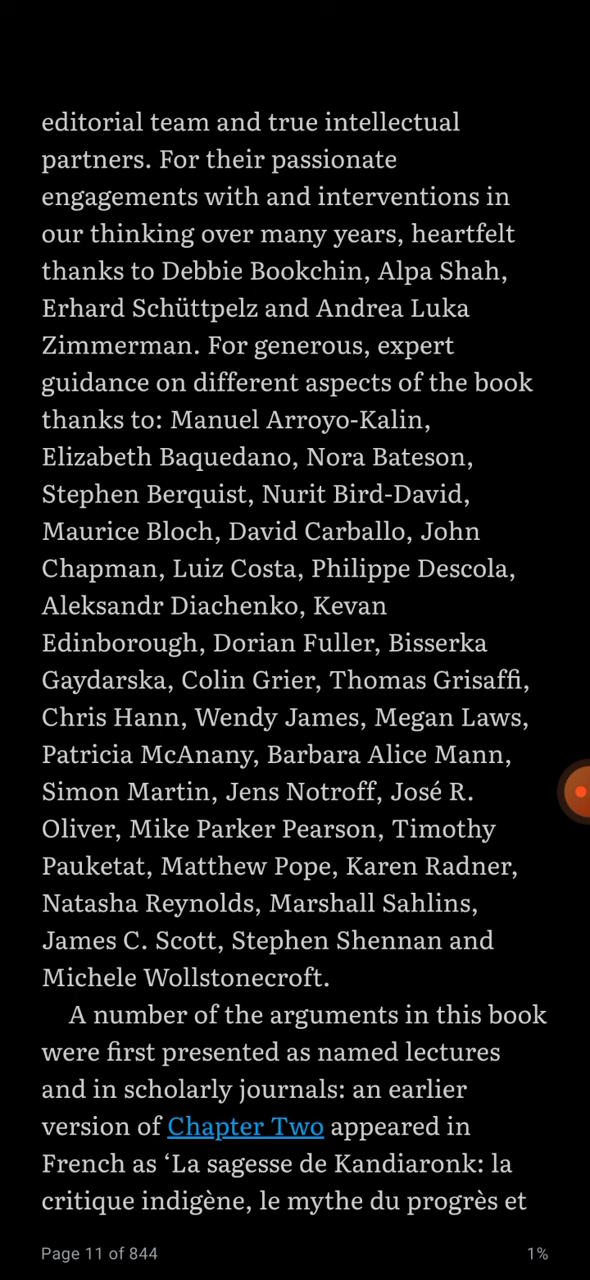 editorial team and true intellectual
partners. For their passionate
engagements with and interventions in
our thinking over many years, heartfelt
thanks to Debbie Bookchin, Alpa Shah,
Erhard Schüttpelz and Andrea Luka
Zimmerman. For generous, expert
guidance on different aspects of the book
thanks to: Manuel Arroyo-Kalin,
Elizabeth Baquedano, Nora Bateson,
Stephen Berquist, Nurit Bird-David,
Maurice Bloch, David Carballo, John
Chapman, Luiz Costa, Philippe Descola,
Aleksandr Diachenko, Kevan
Edinborough, Dorian Fuller, Bisserka
Gaydarska, Colin Grier, Thomas Grisaffi,
Chris Hann, Wendy James, Megan Laws,
Patricia McAnany, Barbara Alice Mann,
Simon Martin, Jens Notroff, José R.
Oliver, Mike Parker Pearson, Timothy
Pauketat, Matthew Pope, Karen Radner,
Natasha Reynolds, Marshall Sahlins,
James C. Scott, Stephen Shennan and
Michele Wollstonecroft.
A number of the arguments in this book
were first presented as named lectures
and in scholarly journals: an earlier
version of Chapter Two appeared in
French as ‘La sagesse de Kandiaronk: la
critique indigène, le mythe du progrès et
Page 11 of 844
1%